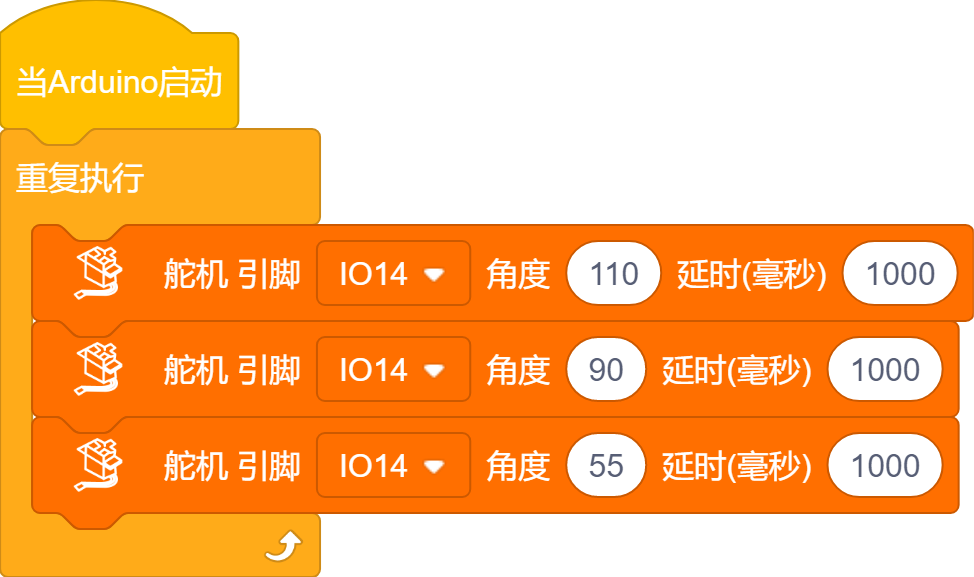 当Arduino启动
重复执行
舵机 引脚 IO14 角度 110 延时(毫秒) 1000
舵机 引脚 IO14 角度 90 延时(毫秒) 1000
舵机 引脚 IO14 角度 55 延时(毫秒) 1000